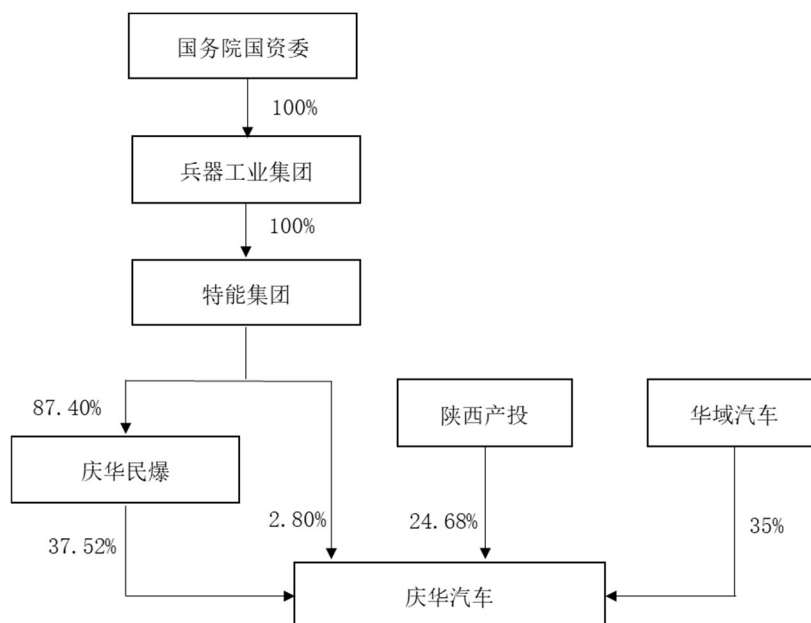 国务院国资委
100%
兵器工业集团
100%
特能集团
87.40%
陕西产投
华域汽车
庆华民爆
2.80%
24.68%
35%
37.52%
庆华汽车